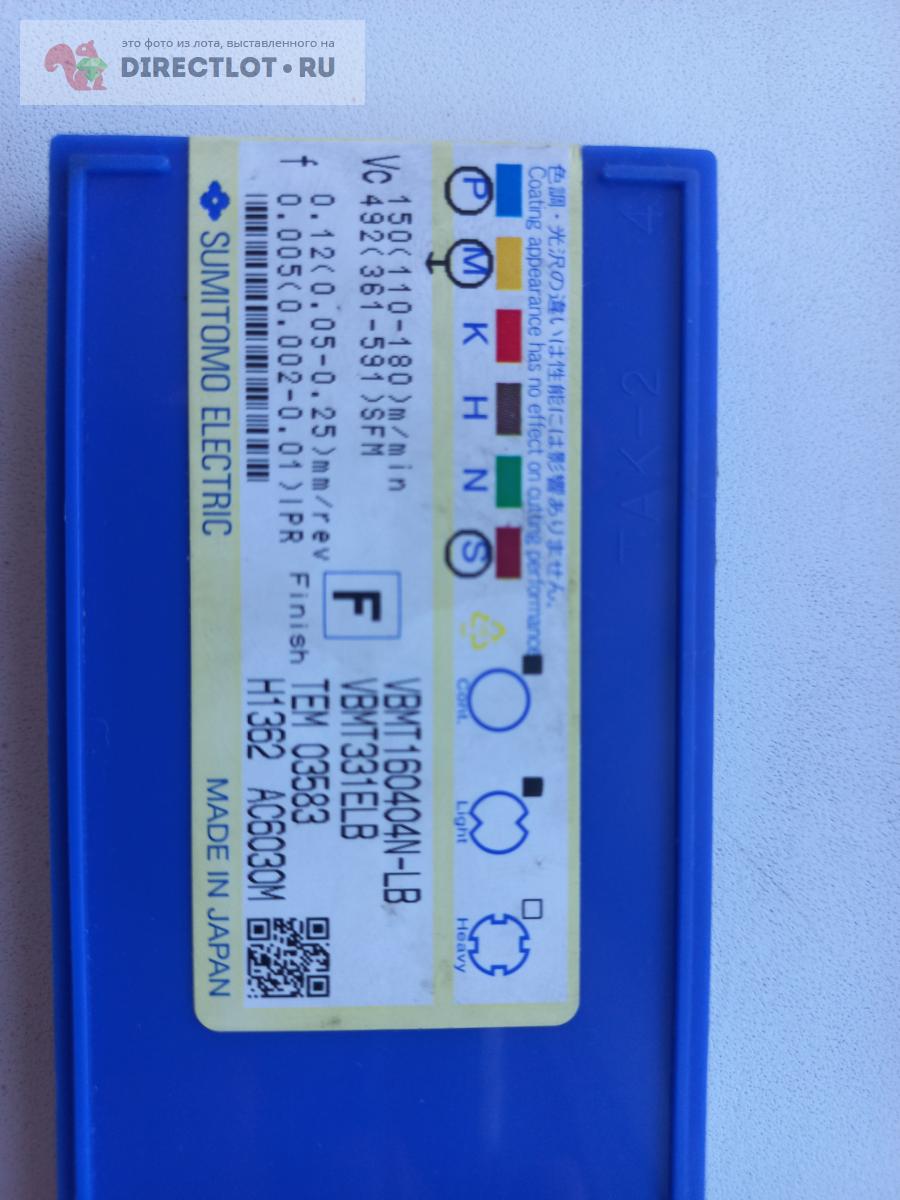 это фото из лота, выставленного на
DIRECTLOT•RU
色調・光沢の違いは性能には影響ありません。
Coating appearance has no effect on cutting performance
P M K H N S
1
Cont. Light Heavy
Vc 150(110-180)m/min
492(361-591)SFM
f 0.12(0.05-0.25)mm/rev
0.005(0.002-0.01)IPR
F
Finish
VBMT160404N-LB
VBMT331ELB
TEM 03583
H1362 AC6030M
SUMITOMO ELECTRIC
MADE IN JAPAN
TAK-2
4